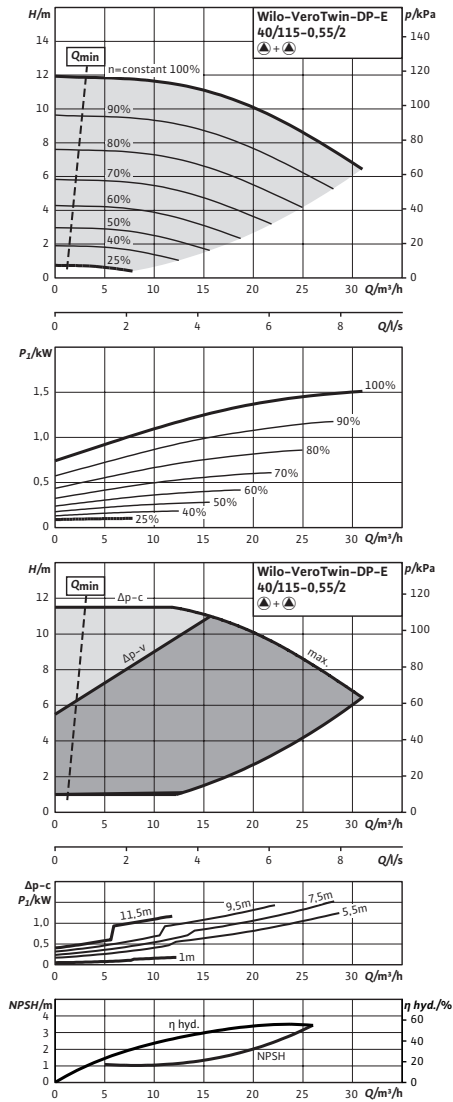 H/m
Wilo-VeroTwin-DP-E
40/115-0,55/2
+
p/kPa
Qmin
n=constant 100%
90%
80%
70%
60%
50%
40%
25%
14
12
10
8
6
4
2
0
140
120
100
80
60
40
20
0
0 5 10 15 20 25 30 Q/m³/h
0 2 4 6 8 Q/l/s
P1/kW
1,5
1,0
0,5
0
100%
90%
80%
70%
60%
50%
40%
25%
0 5 10 15 20 25 30 Q/m³/h
H/m
Wilo-VeroTwin-DP-E
40/115-0,55/2
+
p/kPa
Qmin
Δp-c
Δp-v
max.
12
10
8
6
4
2
0
120
100
80
60
40
20
0
0 5 10 15 20 25 30 Q/m³/h
0 2 4 6 8 Q/l/s
Δp-c
P1/kW
1,0
0,5
0
11,5m
9,5m
7,5m
5,5m
1m
0 5 10 15 20 25 30 Q/m³/h
NPSH/m
η hyd./%
4
3
2
1
0
η hyd.
NPSH
60
40
20
0
0 5 10 15 20 25 30 Q/m³/h